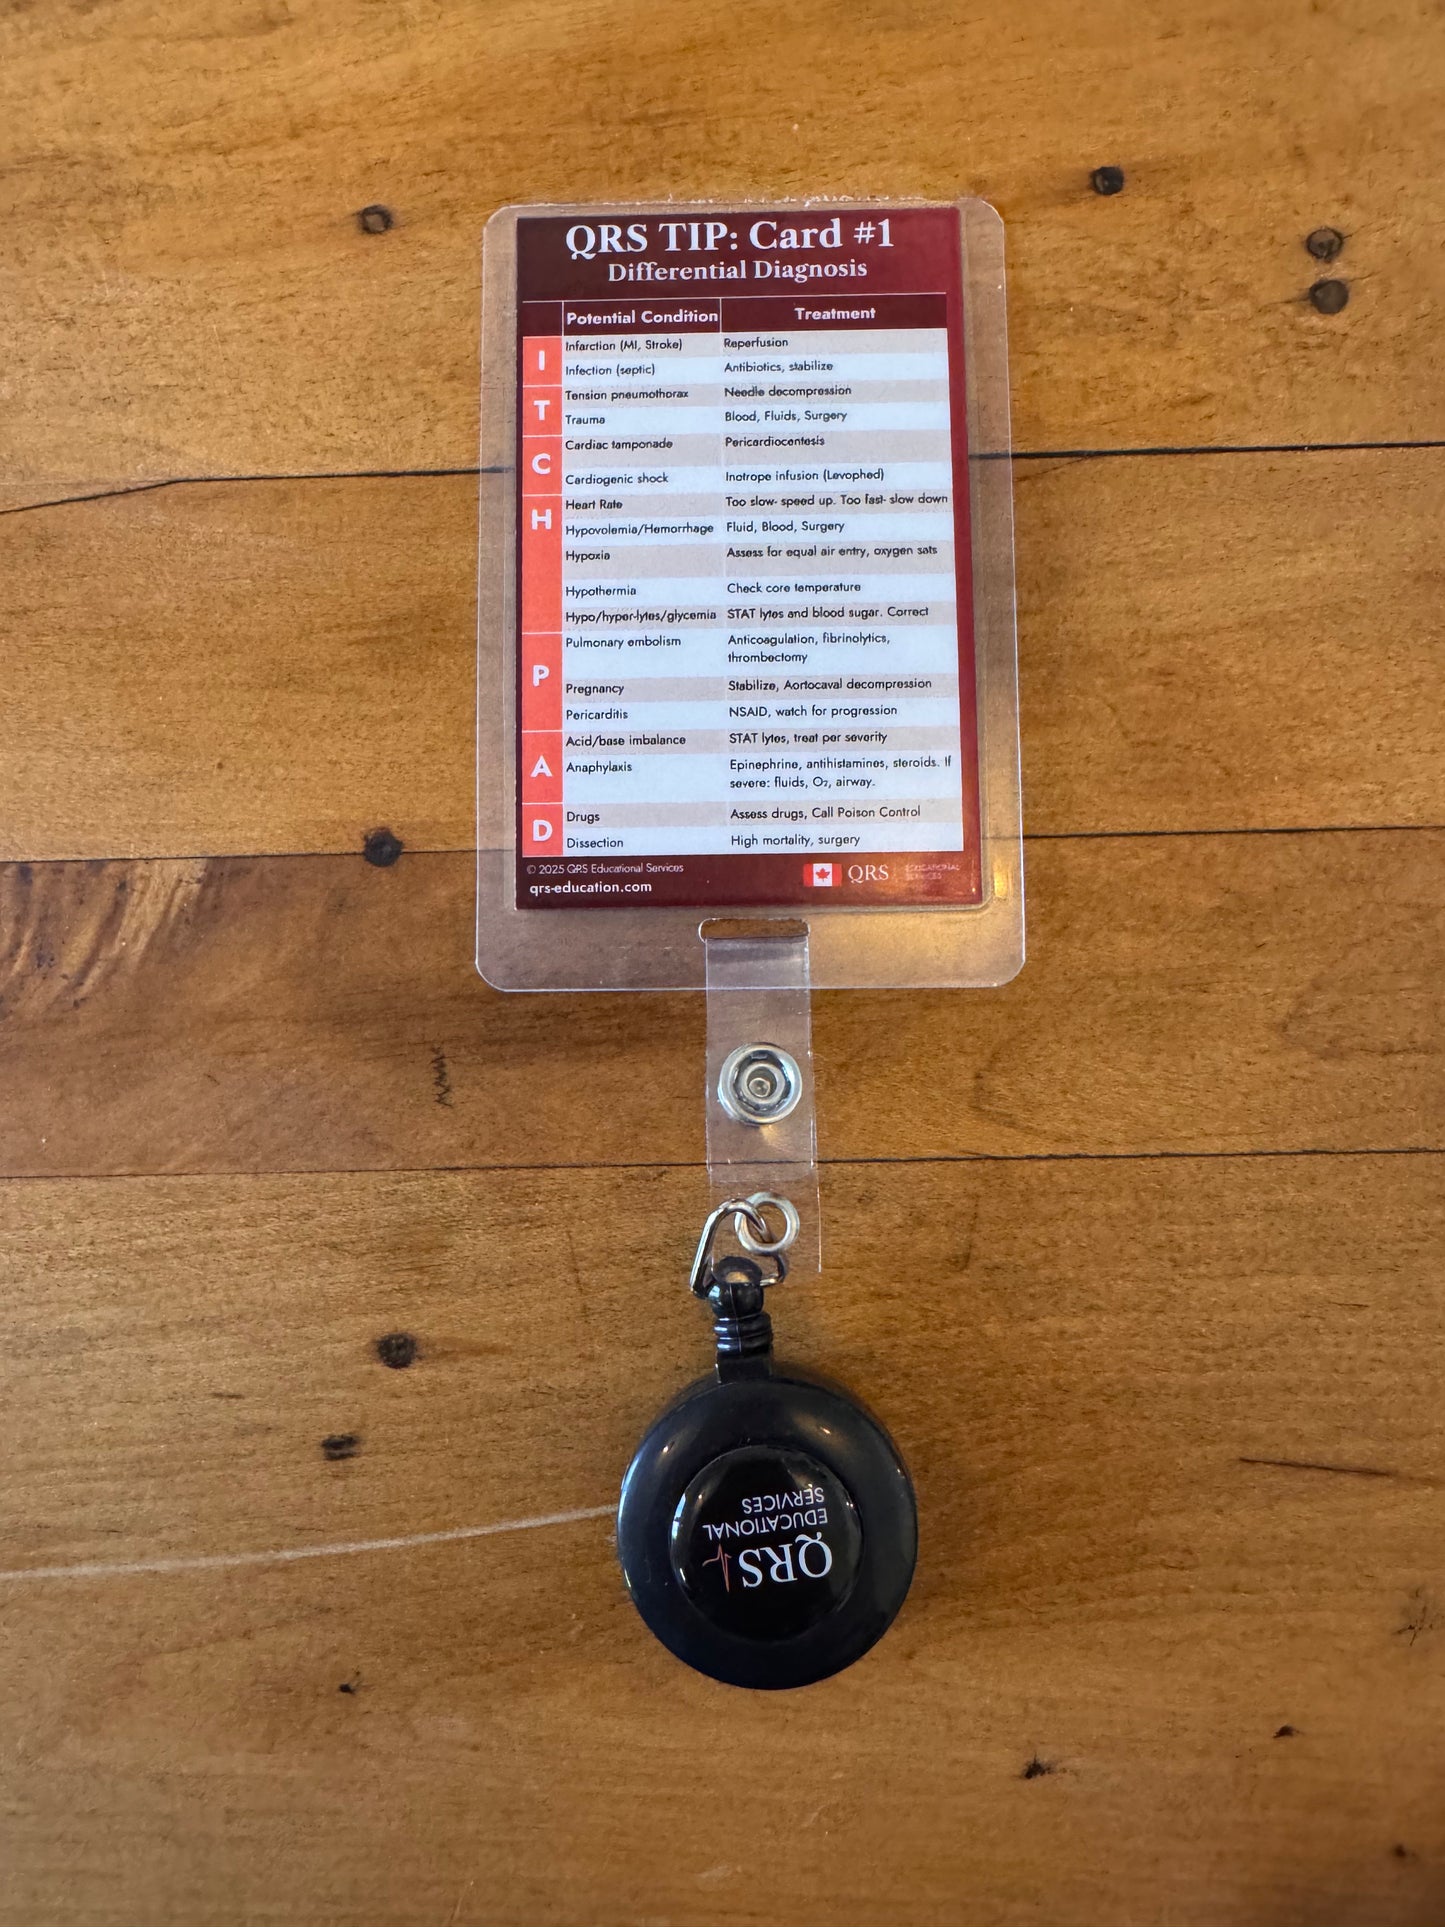 QRS TIP: Card #1
Differential Diagnosis
Potential Condition Treatment
I
Infarction (MI, Stroke) Reperfusion
Infection (septic) Antibiotics, stabilize
T
Tension pneumothorax Needle decompression
Trauma Blood, Fluids, Surgery
C
Cardiac tamponade Pericardiocentesis
Cardiogenic shock Inotrope infusion (Levophed)
H
Heart Rate Too slow- speed up. Too fast- slow down
Hypovolemia/Hemorrhage Fluid, Blood, Surgery
Hypoxia Assess for equal air entry, oxygen sats
Hypothermia Check core temperature
Hypo/hyper-lytes/glycemia STAT lytes and blood sugar. Correct
P
Pulmonary embolism Anticoagulation, fibrinolytics,
thrombectomy
Pregnancy Stabilize, Aortocaval decompression
Pericarditis NSAID, watch for progression
A
Acid/base imbalance STAT lytes, treat per severity
Anaphylaxis Epinephrine, antihistamines, steroids. If
severe: fluids, O₂, airway.
D
Drugs Assess drugs, Call Poison Control
Dissection High mortality, surgery
© 2025 QRS Educational Services
qrs-education.com
QRS EDUCATIONAL
SERVICES
QRS
EDUCATIONAL
SERVICES